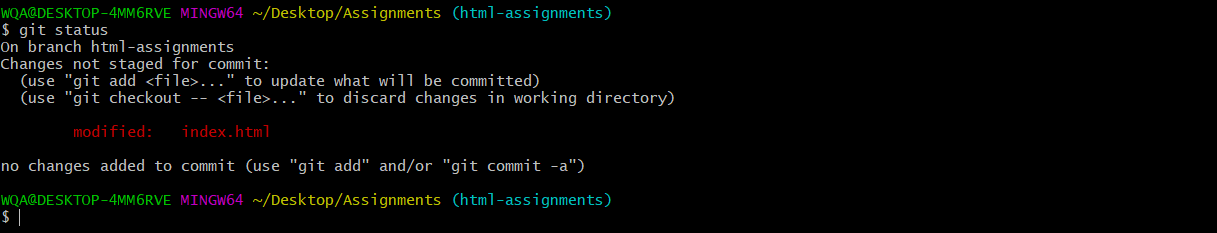 WQA@DESKTOP-4MM6RVE MINGW64 ~/Desktop/Assignments (html-assignments)
$ git status
On branch html-assignments
Changes not staged for commit:
  (use "git add <file>..." to update what will be committed)
  (use "git checkout -- <file>..." to discard changes in working directory)

        modified:   index.html

no changes added to commit (use "git add" and/or "git commit -a")

WQA@DESKTOP-4MM6RVE MINGW64 ~/Desktop/Assignments (html-assignments)
$